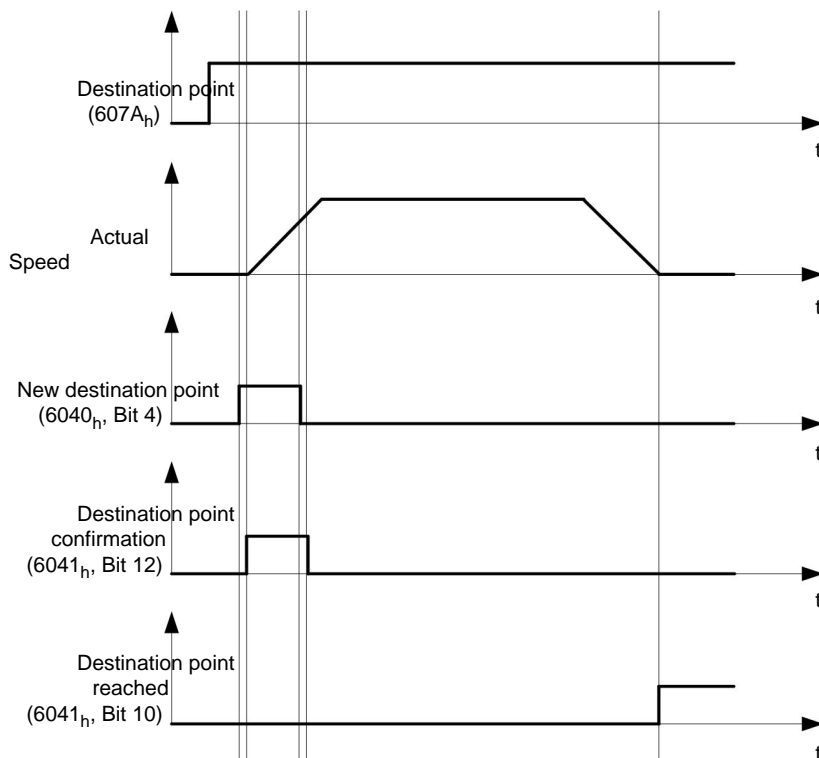 Destination point
(607Ah)
t
Actual
Speed
t
New destination point
(6040h, Bit 4)
t
Destination point
confirmation
(6041h, Bit 12)
t
Destination point
reached
(6041h, Bit 10)
t